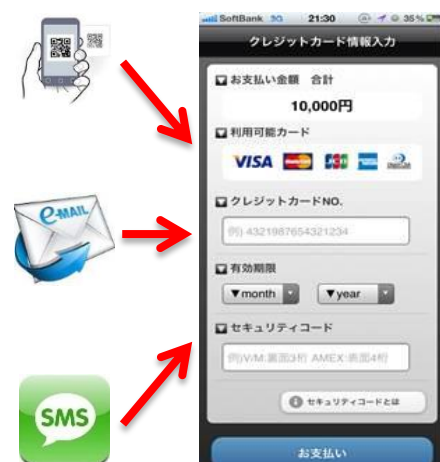 SoftBank 3G 21:30 35%
クレジットカード情報入力
お支払い金額 合計
10,000円
利用可能カード
VISA MasterCard JCB
クレジットカードNO.
例) 4321987654321234
有効期限
▼month ▼year
セキュリティコード
例)V/M:裏面3桁 AMEX:表面4桁
セキュリティコードとは
お支払い
E-MAIL
SMS